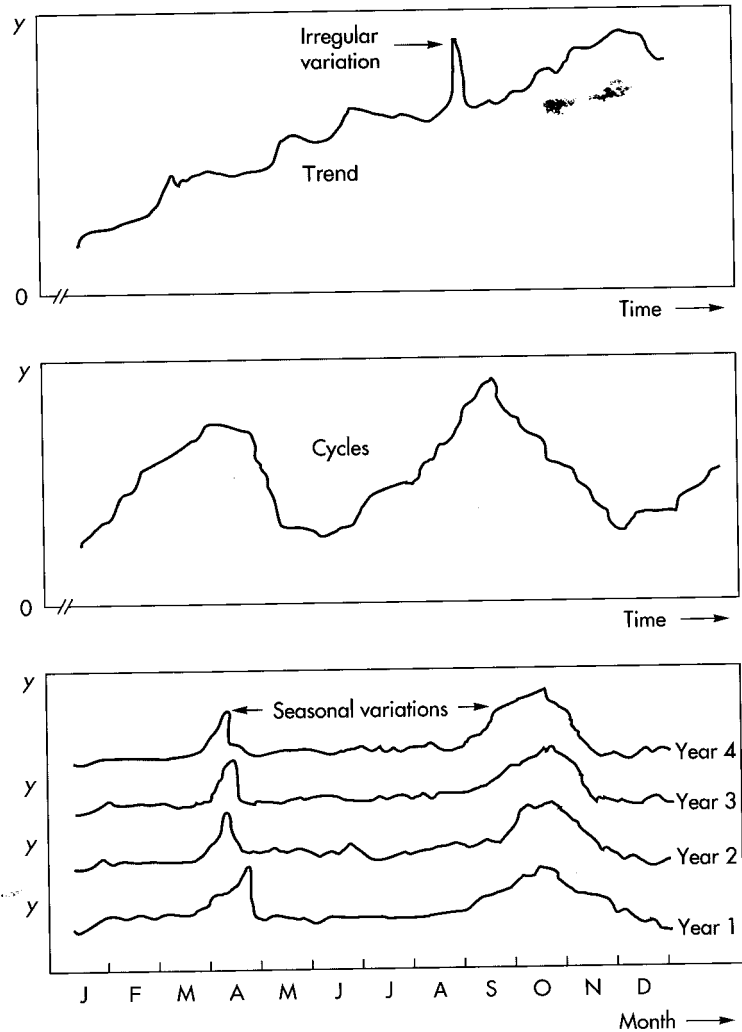 y
Irregular
variation
Trend
0
Time
y
Cycles
0
Time
y
Seasonal variations
Year 4
y
Year 3
y
Year 2
y
Year 1
J F M A M J J A S O N D
Month